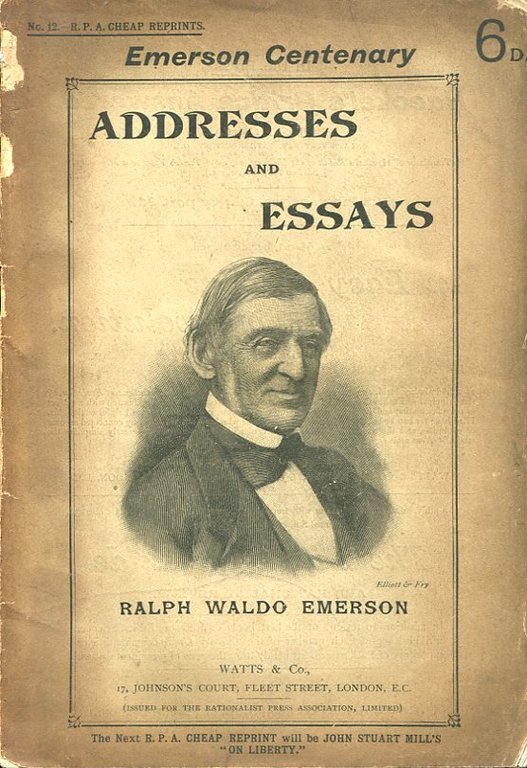 No. 12.—R. P. A. CHEAP REPRINTS.
6D.
Emerson Centenary
ADDRESSES
AND
ESSAYS
Elliott & Fry
RALPH WALDO EMERSON
WATTS & Co.,
17, JOHNSON'S COURT, FLEET STREET, LONDON, E.C.
(ISSUED FOR THE RATIONALIST PRESS ASSOCIATION, LIMITED)
The Next R. P. A. CHEAP REPRINT will be JOHN STUART MILL'S
"ON LIBERTY."